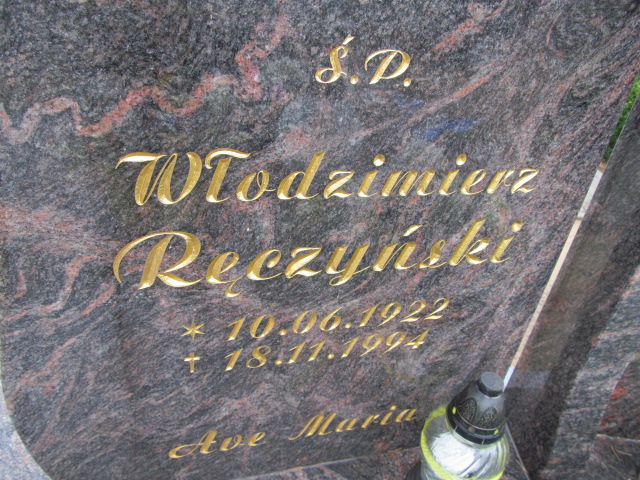 Ś.P.
Włodzimierz
Ręczyński
* 10.06.1922
✝ 18.11.1994
Ave Maria